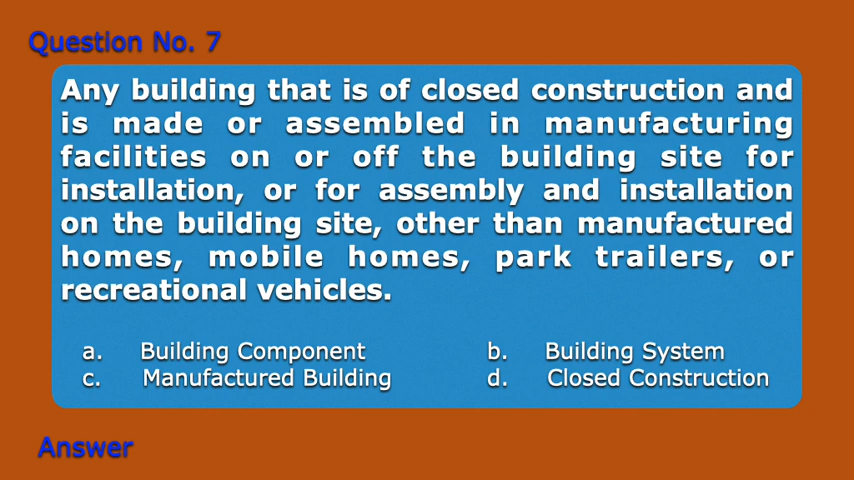 Question No. 7
Any building that is of closed construction and
is made or assembled in manufacturing
facilities on or off the building site for
installation, or for assembly and installation
on the building site, other than manufactured
homes, mobile homes, park trailers, or
recreational vehicles.
a. Building Component b. Building System
c. Manufactured Building d. Closed Construction
Answer